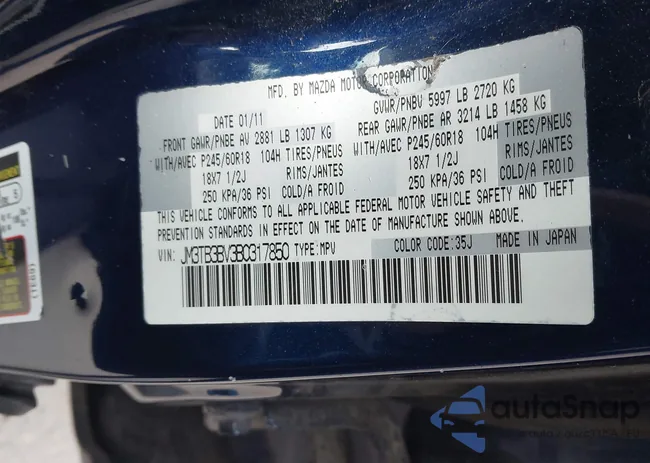 MFD. BY MAZDA MOTOR CORPORATION
DATE 01/11
GVWR/PNBV 5997 LB 2720 KG
FRONT GAWR/PNBE AV 2881 LB 1307 KG
REAR GAWR/PNBE AR 3214 LB 1458 KG
WITH/AVEC P245/60R18 104H TIRES/PNEUS
WITH/AVEC P245/60R18 104H TIRES/PNEUS
18X7 1/2J RIMS/JANTES
18X7 1/2J RIMS/JANTES
250 KPA/36 PSI COLD/A FROID
250 KPA/36 PSI COLD/A FROID
THIS VEHICLE CONFORMS TO ALL APPLICABLE FEDERAL MOTOR VEHICLE SAFETY AND THEFT
PREVENTION STANDARDS IN EFFECT ON THE DATE OF MANUFACTURE SHOWN ABOVE.
VIN: JM3TB3BV3B0317850 TYPE:MPV
COLOR CODE:35J MADE IN JAPAN
(TE69)
autoSnap